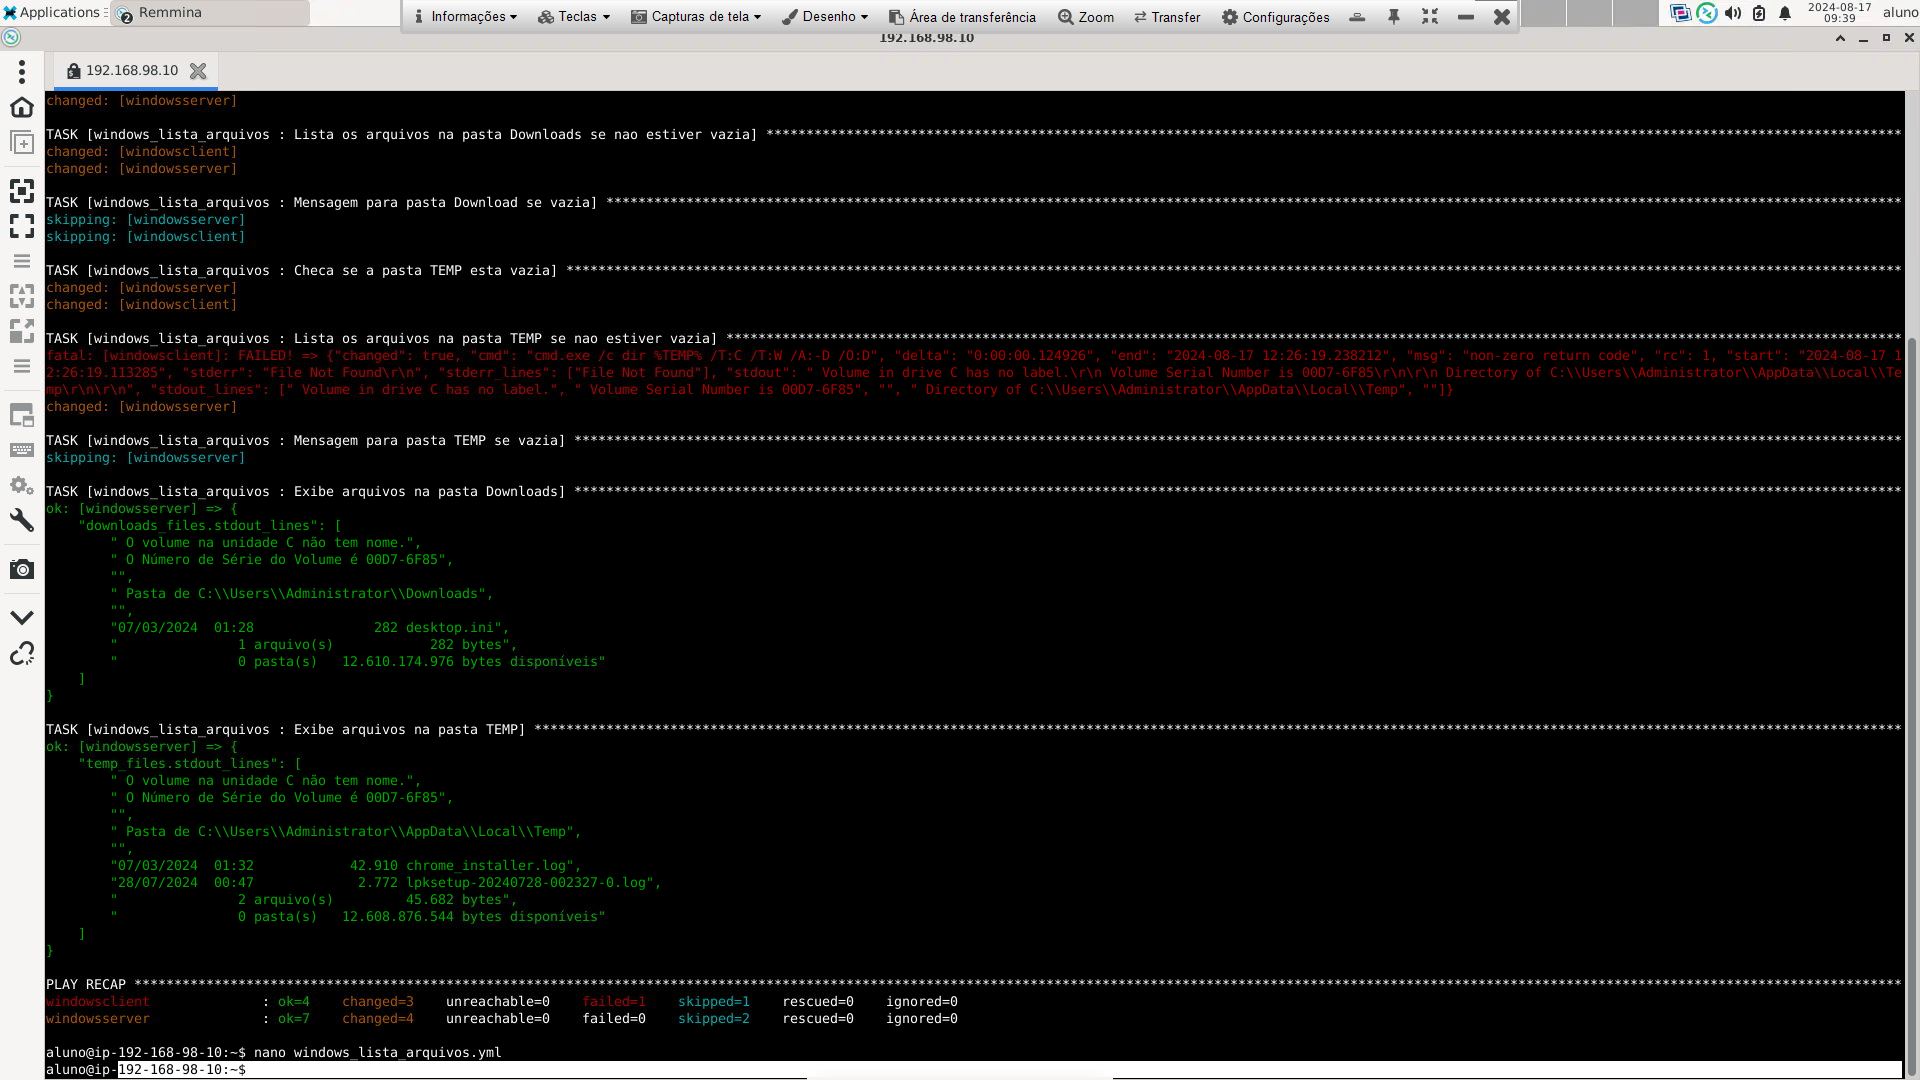 Applications
Remmina
Informações
Teclas
Capturas de tela
Desenho
Área de transferência
Zoom
Transfer
Configurações
2024-08-17
09:39
aluno
192.168.98.10
192.168.98.10
changed: [windowsserver]
TASK [windows_lista_arquivos : Lista os arquivos na pasta Downloads se nao estiver vazia] **********
changed: [windowsclient]
changed: [windowsserver]
TASK [windows_lista_arquivos : Mensagem para pasta Download se vazia] **********
skipping: [windowsserver]
skipping: [windowsclient]
TASK [windows_lista_arquivos : Checa se a pasta TEMP esta vazia] **********
changed: [windowsserver]
changed: [windowsclient]
TASK [windows_lista_arquivos : Lista os arquivos na pasta TEMP se nao estiver vazia] **********
fatal: [windowsclient]: FAILED! => {"changed": true, "cmd": "cmd.exe /c dir %TEMP% /T:C /T:W /A:-D /O:D", "delta": "0:00:00.124926", "end": "2024-08-17 12:26:19.238212", "msg": "non-zero return code", "rc": 1, "start": "2024-08-17 1
2:26:19.113285", "stderr": "File Not Found\r\n", "stderr_lines": ["File Not Found"], "stdout": " Volume in drive C has no label.\r\n Volume Serial Number is 00D7-6F85\r\n\r\n Directory of C:\\Users\\Administrator\\AppData\\Local\\Te
mp\r\n\r\n", "stdout_lines": [" Volume in drive C has no label.", " Volume Serial Number is 00D7-6F85", "", " Directory of C:\\Users\\Administrator\\AppData\\Local\\Temp", ""]}
changed: [windowsserver]
TASK [windows_lista_arquivos : Mensagem para pasta TEMP se vazia] **********
skipping: [windowsserver]
TASK [windows_lista_arquivos : Exibe arquivos na pasta Downloads] **********
ok: [windowsserver] => {
"downloads_files.stdout_lines": [
" O volume na unidade C não tem nome.",
" O Número de Série do Volume é 00D7-6F85",
"",
" Pasta de C:\\Users\\Administrator\\Downloads",
"",
"07/03/2024  01:28               282 desktop.ini",
"               1 arquivo(s)            282 bytes",
"               0 pasta(s)   12.610.174.976 bytes disponíveis"
]
}
TASK [windows_lista_arquivos : Exibe arquivos na pasta TEMP] **********
ok: [windowsserver] => {
"temp_files.stdout_lines": [
" O volume na unidade C não tem nome.",
" O Número de Série do Volume é 00D7-6F85",
"",
" Pasta de C:\\Users\\Administrator\\AppData\\Local\\Temp",
"",
"07/03/2024  01:32            42.910 chrome_installer.log",
"28/07/2024  00:47             2.772 lpksetup-20240728-002327-0.log",
"               2 arquivo(s)         45.682 bytes",
"               0 pasta(s)   12.608.876.544 bytes disponíveis"
]
}
PLAY RECAP **********
windowsclient              : ok=4    changed=3    unreachable=0    failed=1    skipped=1    rescued=0    ignored=0
windowsserver              : ok=7    changed=4    unreachable=0    failed=0    skipped=2    rescued=0    ignored=0
aluno@ip-192-168-98-10:~$ nano windows_lista_arquivos.yml
aluno@ip-192-168-98-10:~$